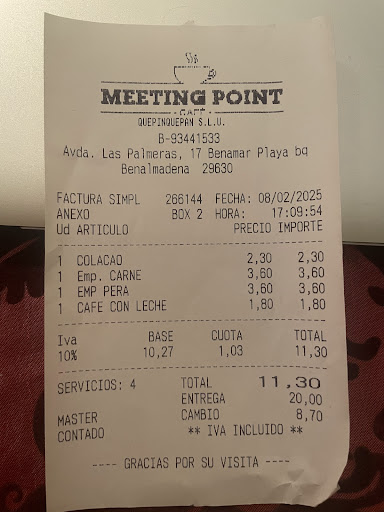 MEETING POINT
- CAFE -
QUEPINQUEPAN S.L.U.
B-93441533
Avda. Las Palmeras, 17 Benamar Playa bq
Benalmadena 29630
FACTURA SIMPL 266144 FECHA: 08/02/2025
ANEXO BOX 2 HORA: 17:09:54
Ud ARTICULO PRECIO IMPORTE
1 COLACAO 2,30 2,30
1 Emp. CARNE 3,60 3,60
1 EMP PERA 3,60 3,60
1 CAFE CON LECHE 1,80 1,80
Iva BASE CUOTA TOTAL
10% 10,27 1,03 11,30
SERVICIOS: 4 TOTAL 11,30
ENTREGA 20,00
MASTER CAMBIO 8,70
CONTADO ** IVA INCLUIDO **
---- GRACIAS POR SU VISITA ----